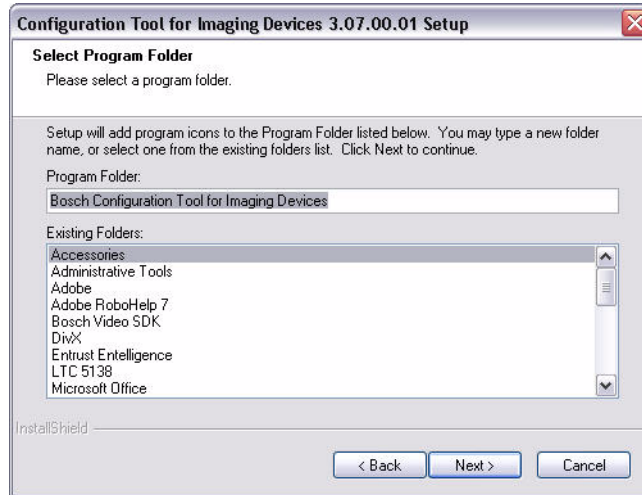 Configuration Tool for Imaging Devices 3.07.00.01 Setup
Select Program Folder
Please select a program folder.
Setup will add program icons to the Program Folder listed below. You may type a new folder
name, or select one from the existing folders list. Click Next to continue.
Program Folder:
Bosch Configuration Tool for Imaging Devices
Existing Folders:
Accessories
Administrative Tools
Adobe
Adobe RoboHelp 7
Bosch Video SDK
DivX
Entrust Entelligence
LTC 5138
Microsoft Office
InstallShield
< Back
Next >
Cancel